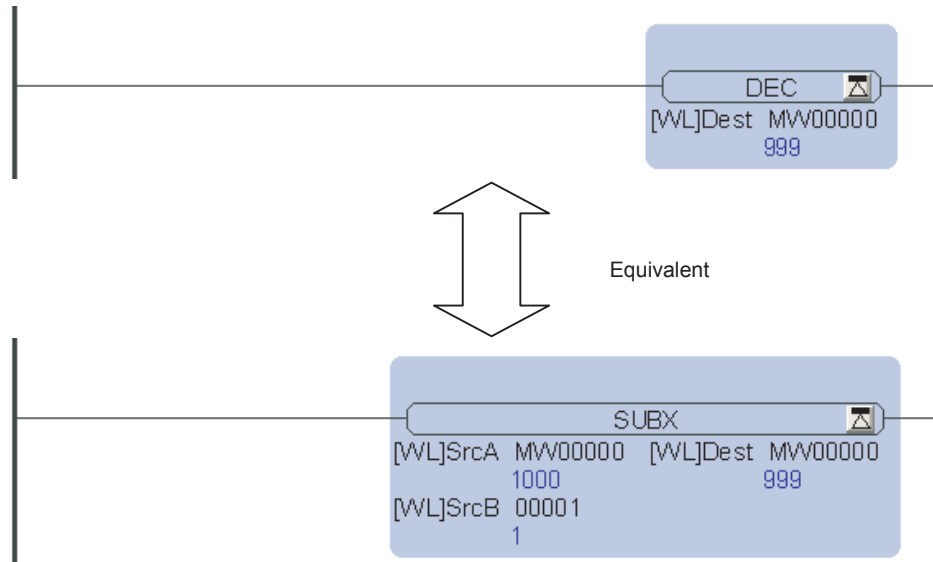 DEC
[WL]Dest MW00000
999
Equivalent
SUBX
[WL]SrcA MW00000 [WL]Dest MW00000
1000 999
[WL]SrcB 00001
1